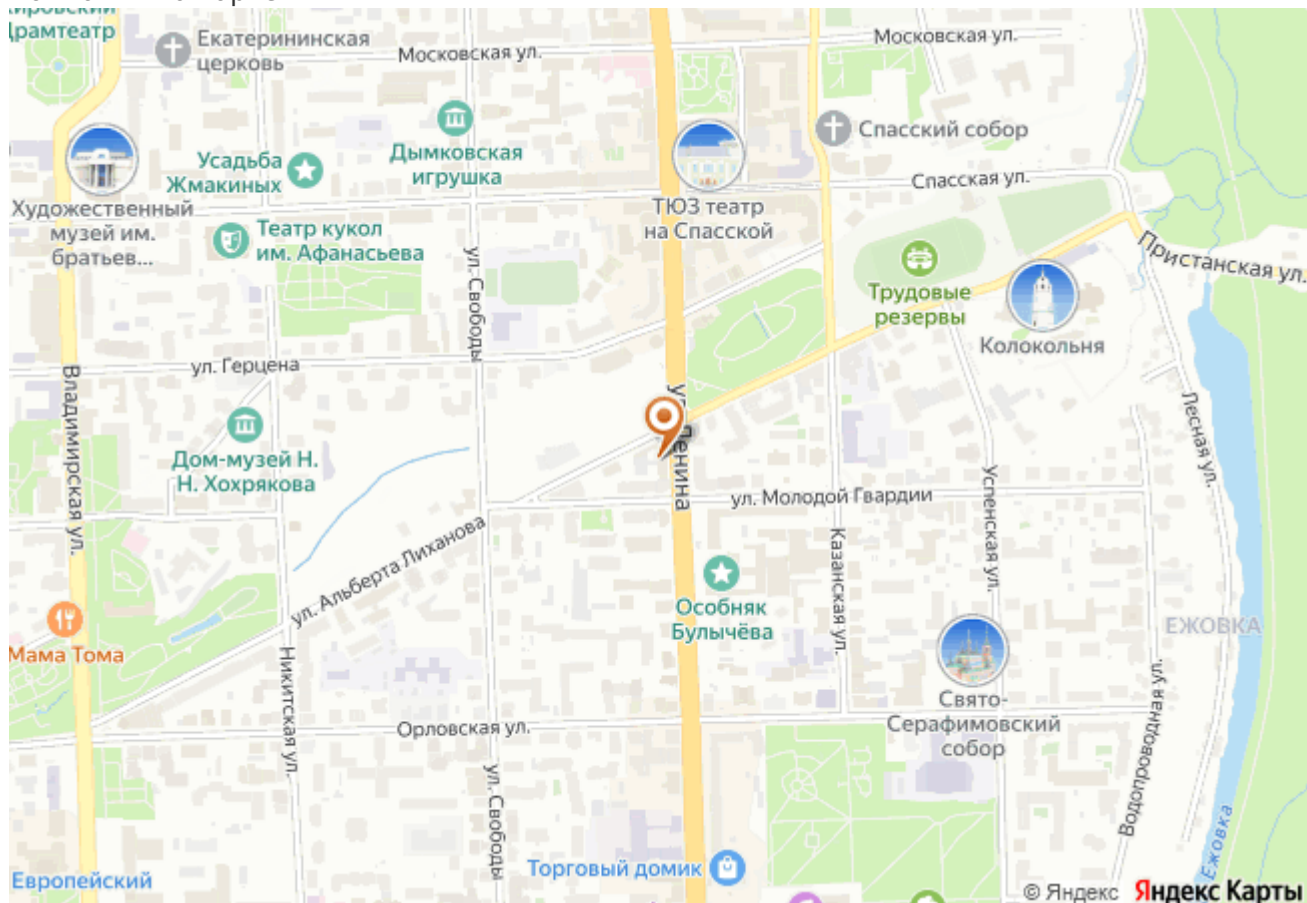 Кировский
Драмтеатр
Екатерининская
церковь
Московская ул.
Московская ул.
Спасский собор
Усадьба
Жмакиных
Дымковская
игрушка
Спасская ул.
Художественный
музей им.
братьев...
Театр кукол
им. Афанасьева
ТЮЗ театр
на Спасской
ул. Свободы
Пристанская ул.
Трудовые
резервы
Колокольня
ул. Герцена
Владимирская ул.
ул. Ленина
Лесная ул.
Дом-музей Н.
Н. Хохрякова
ул. Молодой Гвардии
Успенская ул.
ул. Альберта Лиханова
Казанская ул.
Особняк
Булычёва
ЕЖОВКА
Мама Тома
Никитская ул.
Свято-
Серафимовский
собор
Водопроводная ул.
Орловская ул.
ул. Свободы
Ежовка
Торговый домик
Европейский
© Яндекс Яндекс Карты